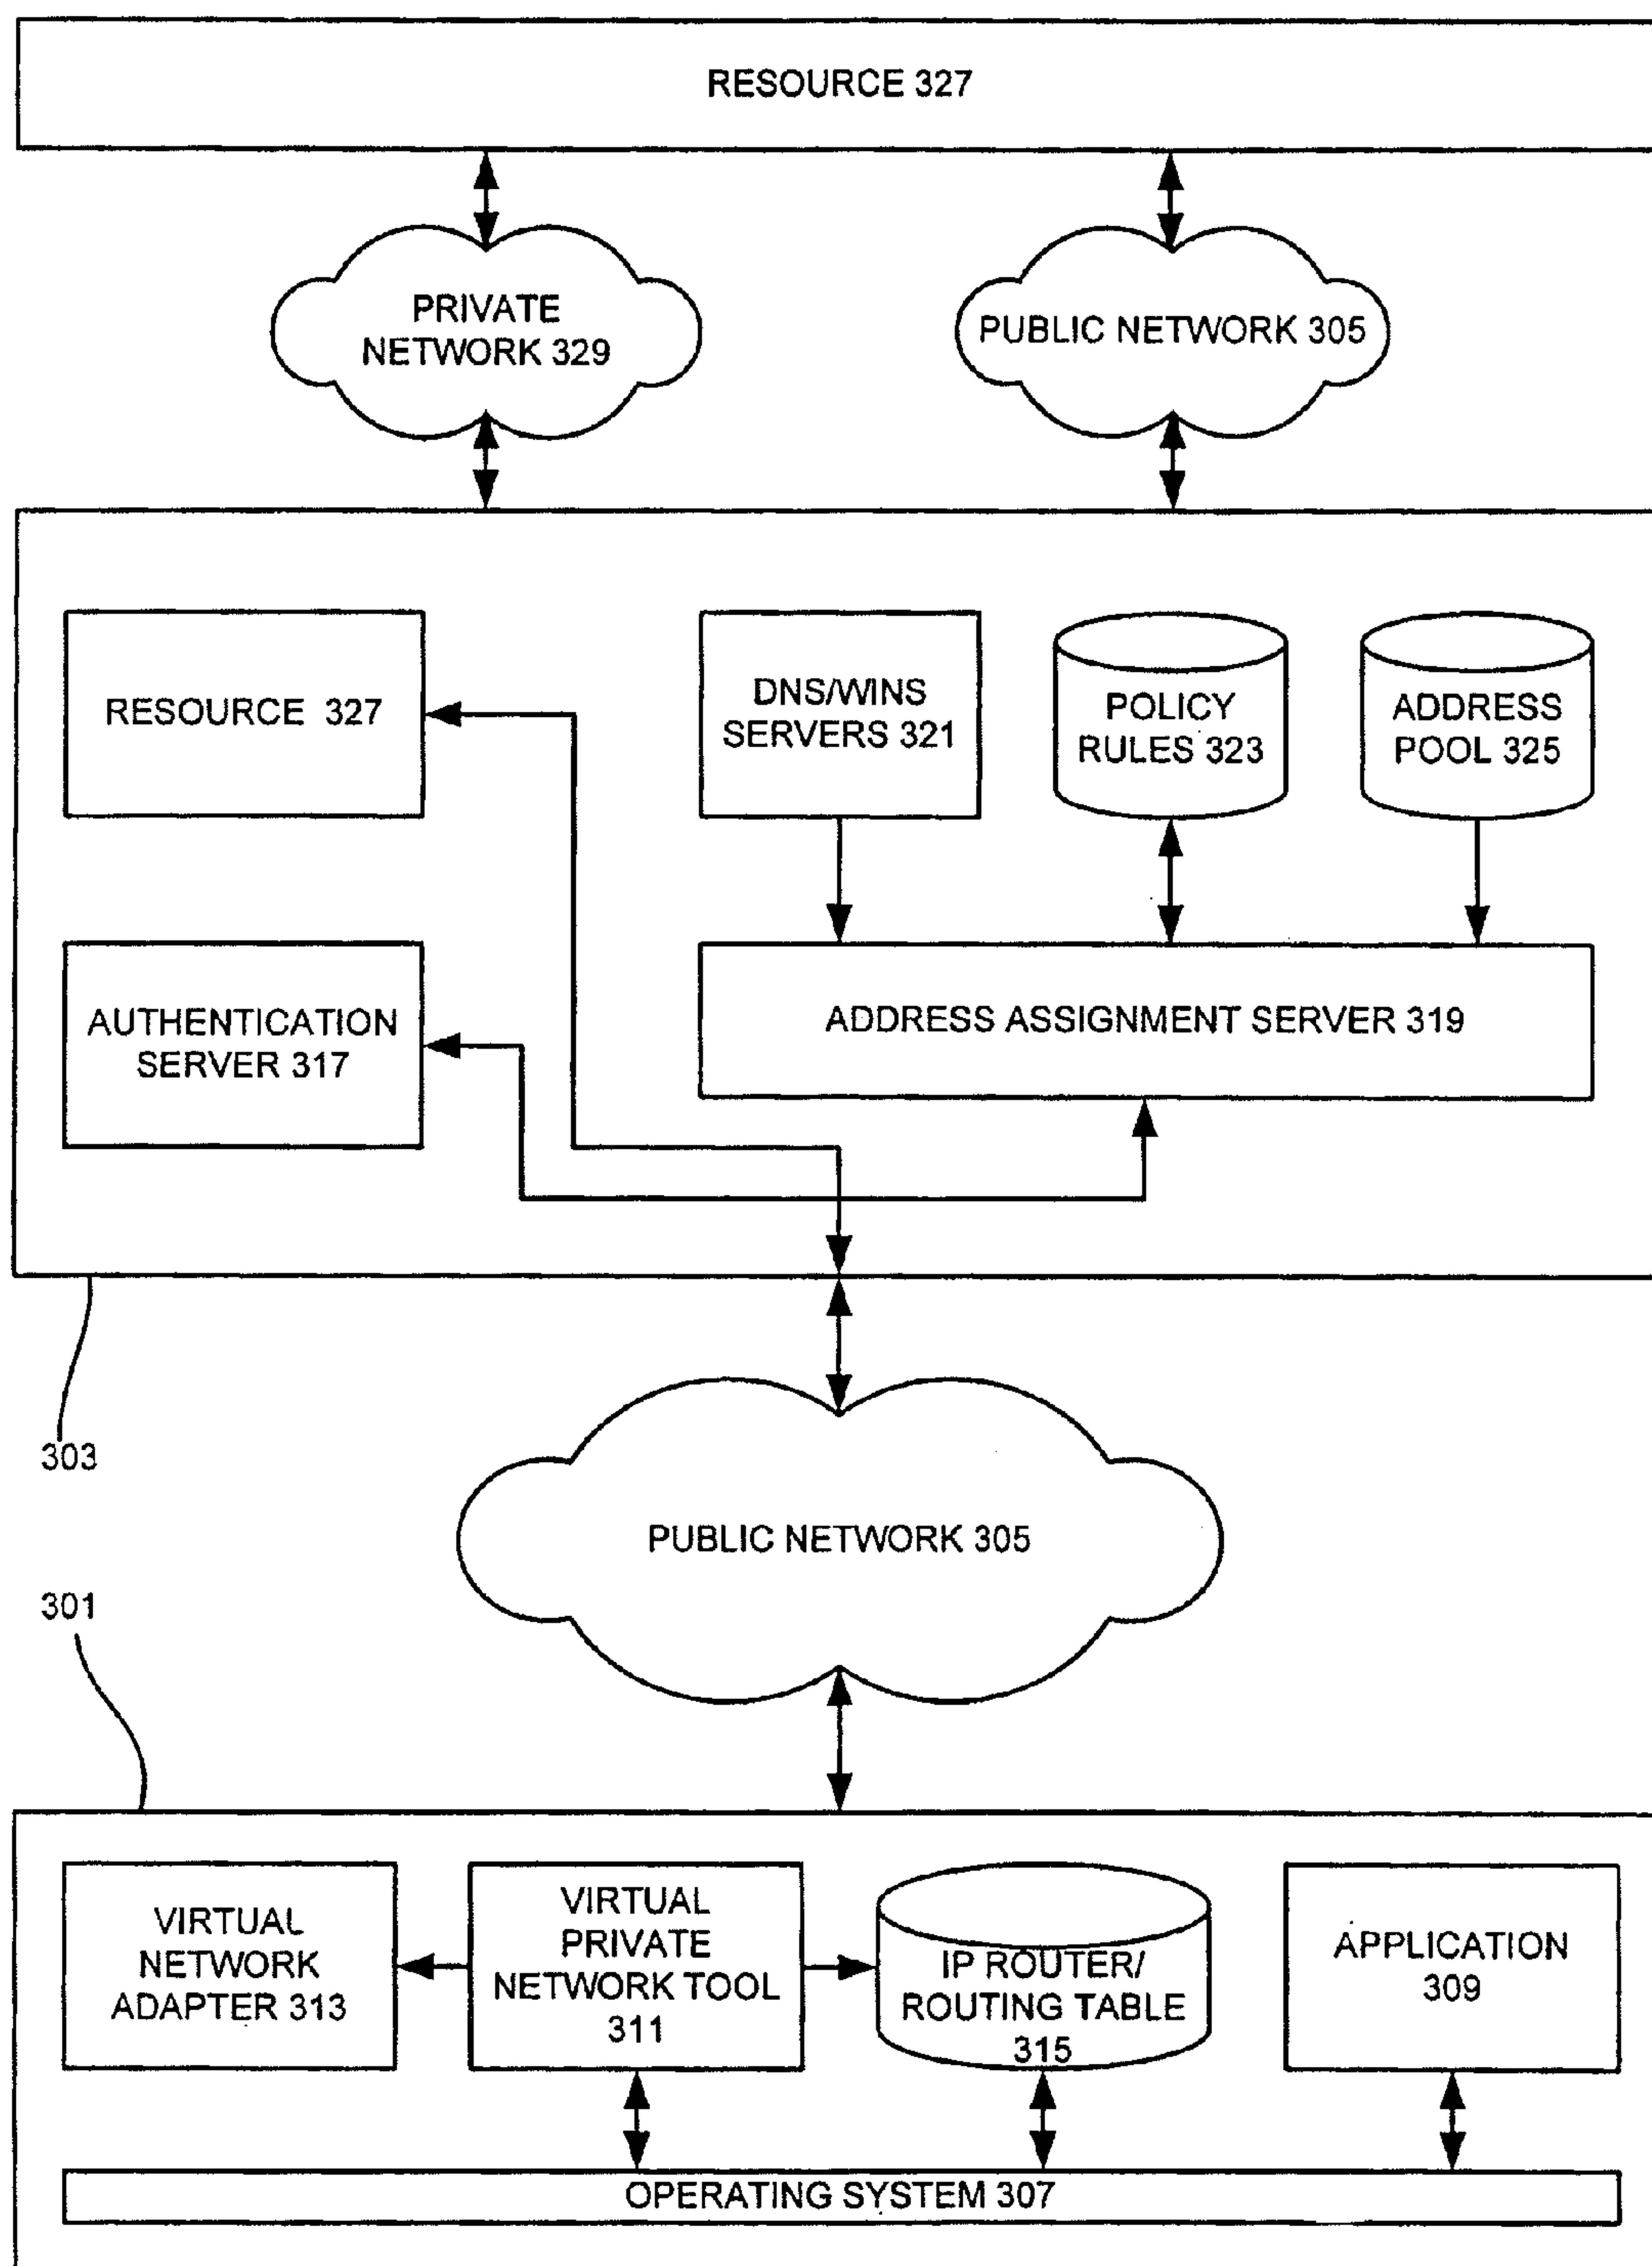 RESOURCE 327
PRIVATE
NETWORK 329
PUBLIC NETWORK 305
RESOURCE 327
DNS/WINS
SERVERS 321
POLICY
RULES 323
ADDRESS
POOL 325
AUTHENTICATION
SERVER 317
ADDRESS ASSIGNMENT SERVER 319
303
PUBLIC NETWORK 305
301
VIRTUAL
NETWORK
ADAPTER 313
VIRTUAL
PRIVATE
NETWORK TOOL
311
IP ROUTER/
ROUTING TABLE
315
APPLICATION
309
OPERATING SYSTEM 307